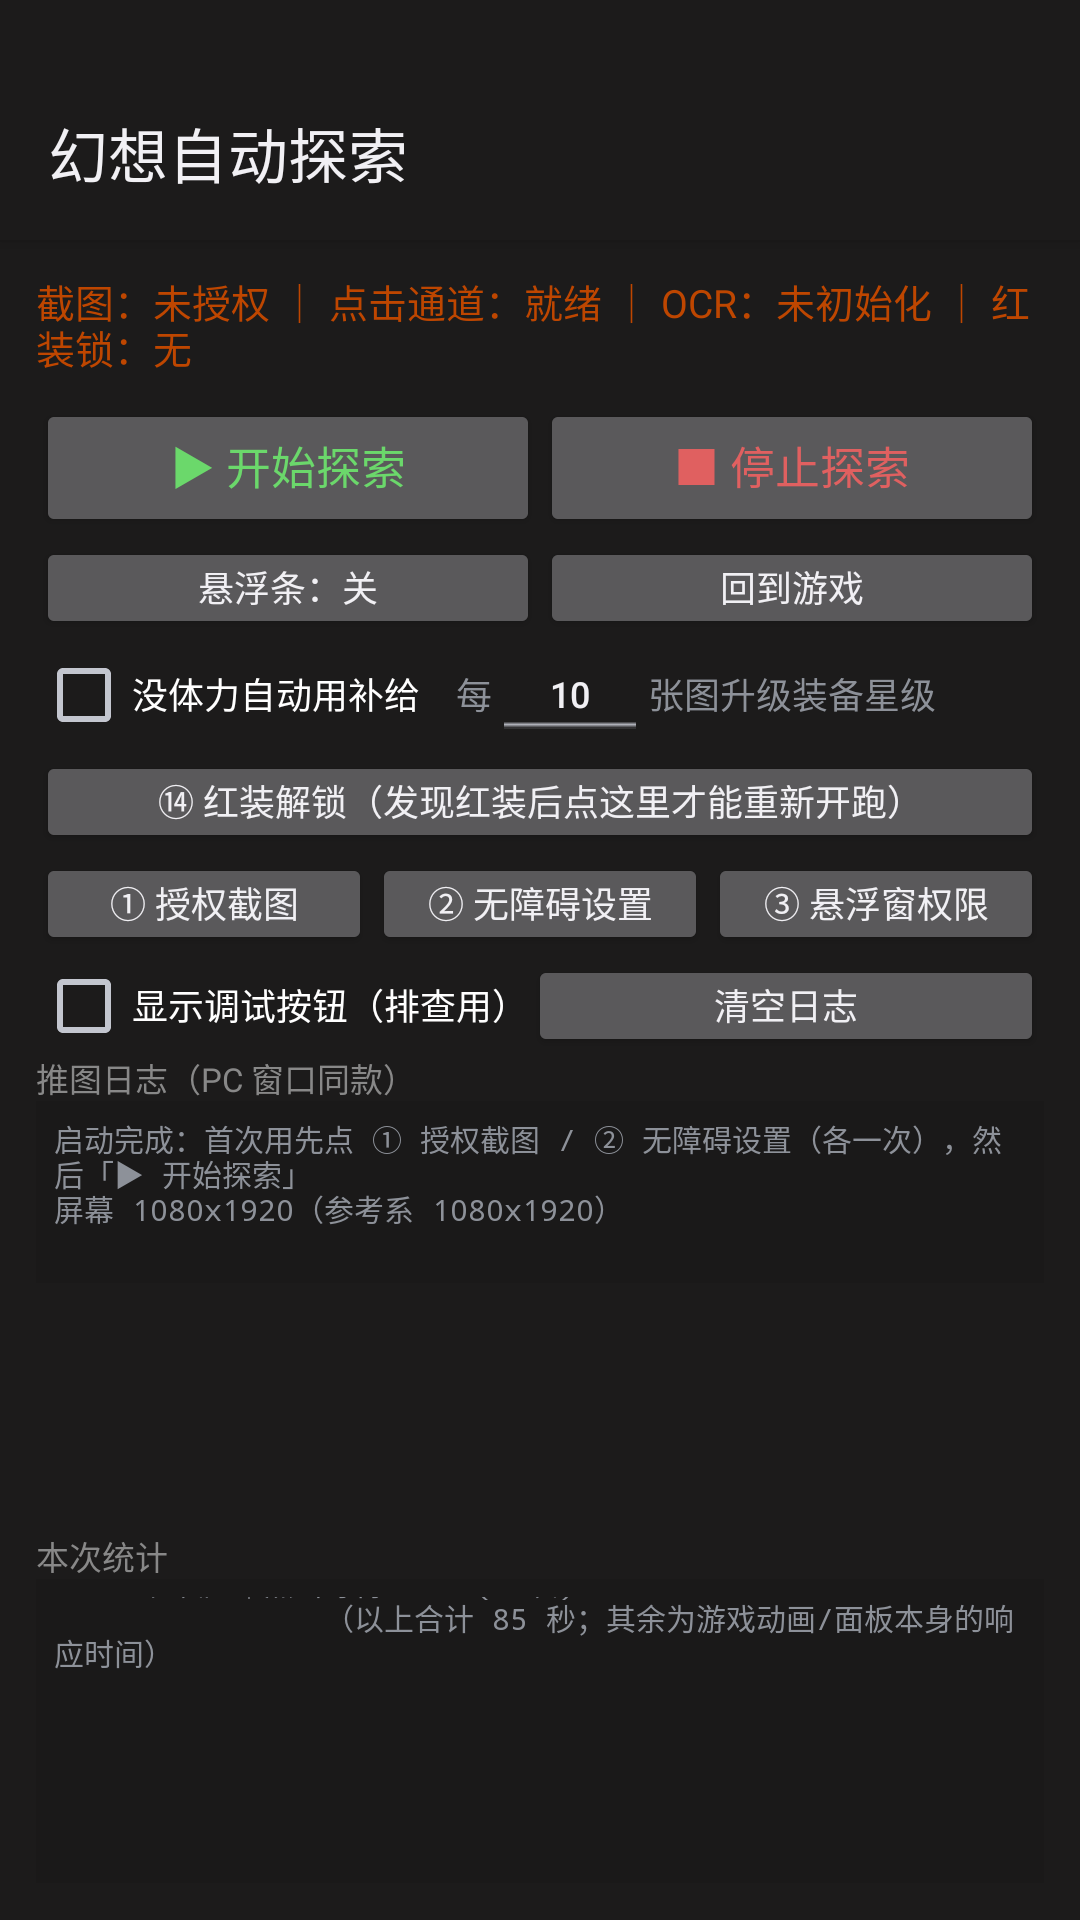 幻想自动探索
截图：未授权 ｜ 点击通道：就绪 ｜ OCR：未初始化 ｜ 红
装锁：无
▶ 开始探索
■ 停止探索
悬浮条：关
回到游戏
没体力自动用补给
每 10 张图升级装备星级
⑭ 红装解锁（发现红装后点这里才能重新开跑）
① 授权截图
② 无障碍设置
③ 悬浮窗权限
显示调试按钮（排查用）
清空日志
推图日志（PC 窗口同款）
启动完成：首次用先点 ① 授权截图 / ② 无障碍设置（各一次），然
后「▶ 开始探索」
屏幕 1080x1920（参考系 1080x1920）
本次统计
（以上合计 85 秒；其余为游戏动画/面板本身的响
应时间）